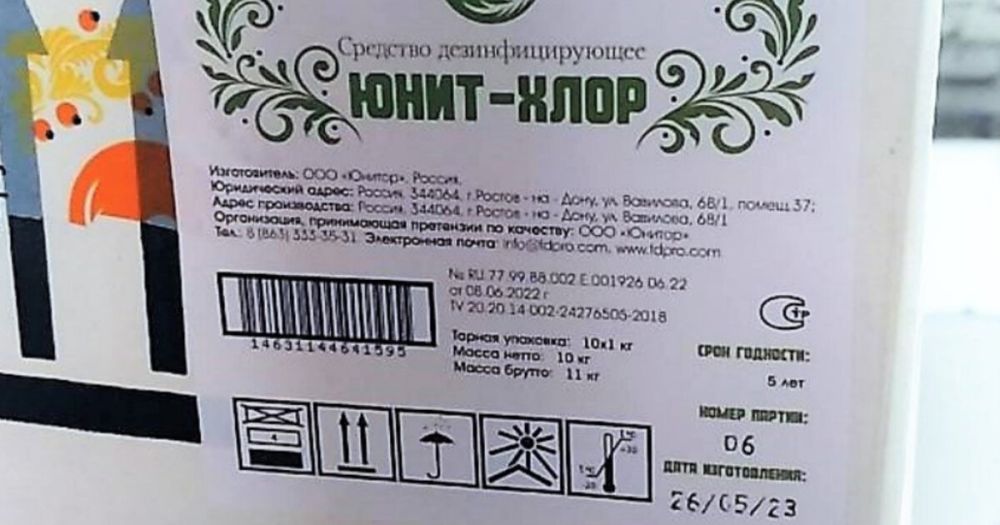 Средство дезинфицирующее
ЮНИТ-ХЛОР
Изготовитель: ООО «Юнитор», Россия,
Юридический адрес: Россия, 344064, г.Ростов - на - Дону, ул. Вавилова, 68/1, помещ.37;
Адрес производства: Россия, 344064, г.Ростов - на - Дону, ул. Вавилова, 68/1
Организация, принимающая претензии по качеству: ООО «Юнитор»
Тел.: 8 (863) 333-35-31 Электронная почта: info@tdpro.com, www.tdpro.com
№ RU.77.99.88.002.E.001926.06.22
от 08.06.2022 г
TV 20.20.14-002-24276505-2018
14631144641595
Тарная упаковка: 10х1 кг
Масса нетто: 10 кг
Масса брутто: 11 кг
СРОК ГОДНОСТИ:
5 лет
НОМЕР ПАРТИИ:
06
ДАТА ИЗГОТОВЛЕНИЯ:
26/05/23
4